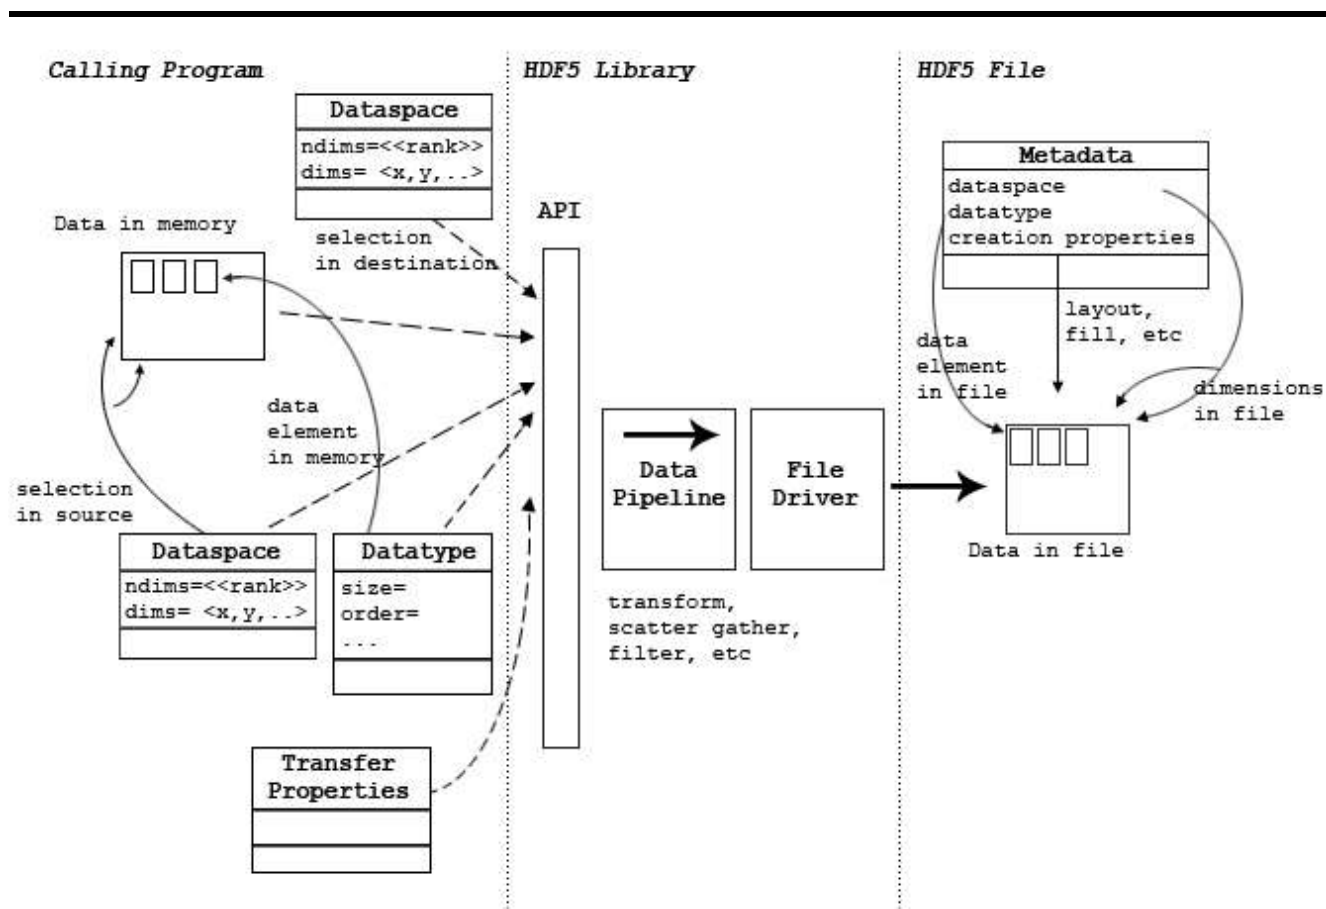 Calling Program
HDF5 Library
HDF5 File
Dataspace
ndims=<<rank>>
dims= <x,y,..>
selection
in destination
Data in memory
data
element
in memory
selection
in source
Dataspace
ndims=<<rank>>
dims= <x,y,..>
Datatype
size=
order=
...
Transfer
Properties
API
Data
Pipeline
File
Driver
transform,
scatter gather,
filter, etc
Metadata
dataspace
datatype
creation properties
layout,
fill, etc
data
element
in file
dimensions
in file
Data in file